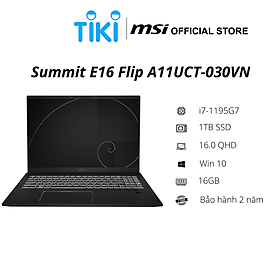 TIKI msi OFFICIAL STORE
Summit E16 Flip A11UCT-030VN
i7-1195G7
1TB SSD
16.0 QHD
Win 10
16GB
Bảo hành 2 năm